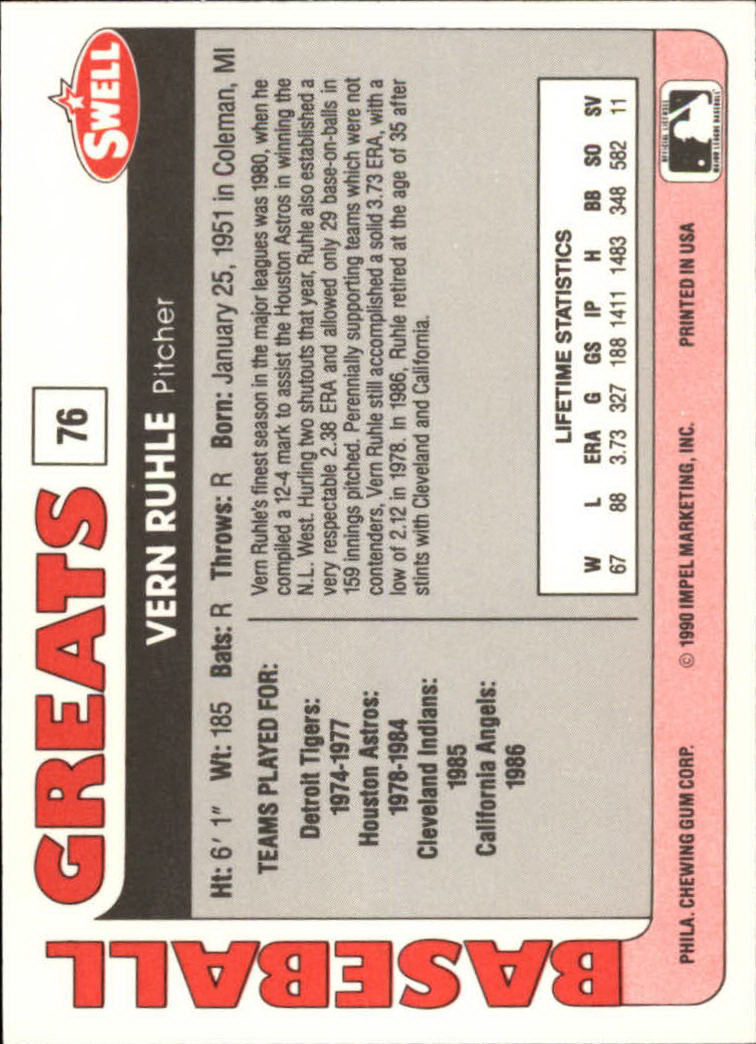 BASEBALL
GREATS
76
SWELL
VERN RUHLE Pitcher
Ht: 6' 1" Wt: 185 Bats: R Throws: R Born: January 25, 1951 in Coleman, MI
TEAMS PLAYED FOR:
Detroit Tigers:
1974-1977
Houston Astros:
1978-1984
Cleveland Indians:
1985
California Angels:
1986
Vern Ruhle's finest season in the major leagues was 1980, when he
compiled a 12-4 mark to assist the Houston Astros in winning the
N.L. West. Hurling two shutouts that year, Ruhle also established a
very respectable 2.38 ERA and allowed only 29 base-on-balls in
159 innings pitched. Perennially supporting teams which were not
contenders, Vern Ruhle still accomplished a solid 3.73 ERA, with a
low of 2.12 in 1978. In 1986, Ruhle retired at the age of 35 after
stints with Cleveland and California.
LIFETIME STATISTICS
W L ERA G GS IP H BB SO SV
67 88 3.73 327 188 1411 1483 348 582 11
PHILA. CHEWING GUM CORP. © 1990 IMPEL MARKETING, INC. PRINTED IN USA
OFFICIAL LICENSEE
MAJOR LEAGUE BASEBALL